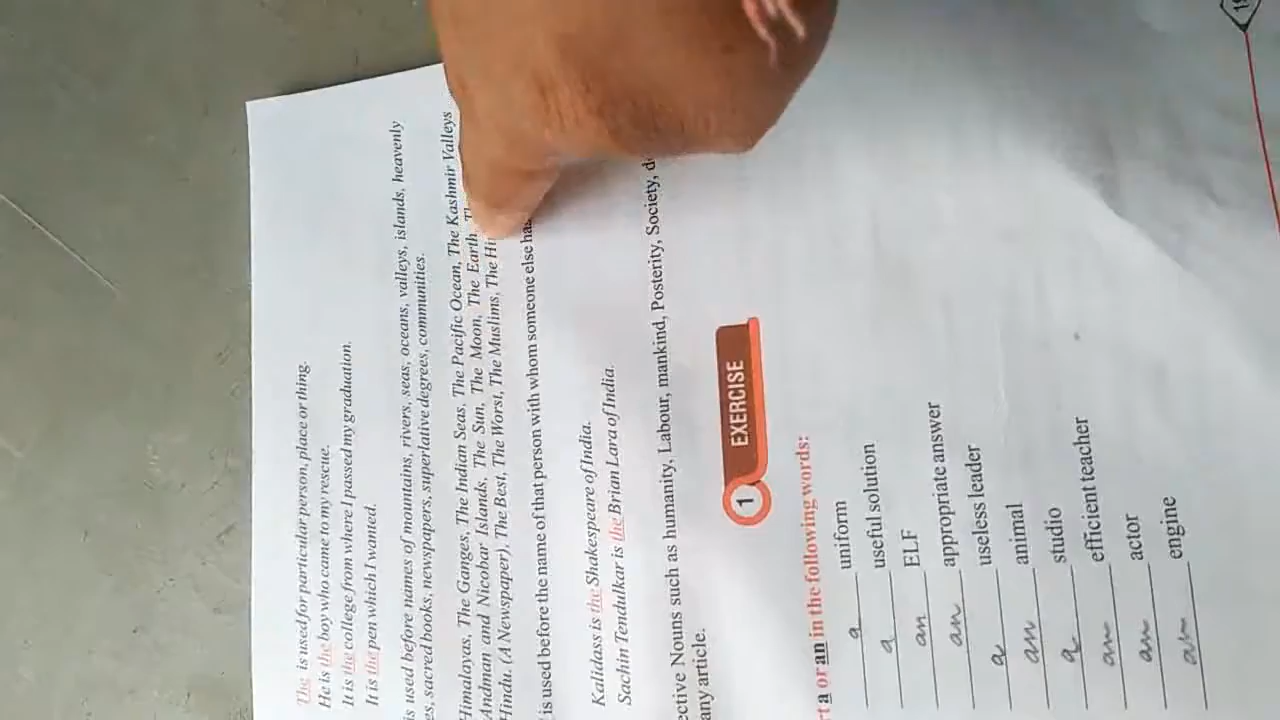 The is used for particular person, place or thing.
He is the boy who came to my rescue.
It is the college from where I passed my graduation.
It is the pen which I wanted.
is used before names of mountains, rivers, seas, oceans, valleys, islands, heavenly
es, sacred books, newspapers, superlative degrees, communities.
Himalayas, The Ganges, The Indian Seas, The Pacific Ocean, The Kashmir Valleys
Andman and Nicobar Islands, The Sun, The Moon, The Earth,
Hindu. (A Newspaper), The Best, The Worst, The Muslims, The
is used before the name of that person with whom someone else has
Kalidass is the Shakespeare of India.
Sachin Tendulkar is the Brian Lara of India.
ective Nouns such as humanity, Labour, mankind, Posterity, Society,
any article.
1 EXERCISE
rt a or an in the following words:
a uniform
a useful solution
an ELF
an appropriate answer
a useless leader
an animal
a studio
an efficient teacher
an actor
an engine